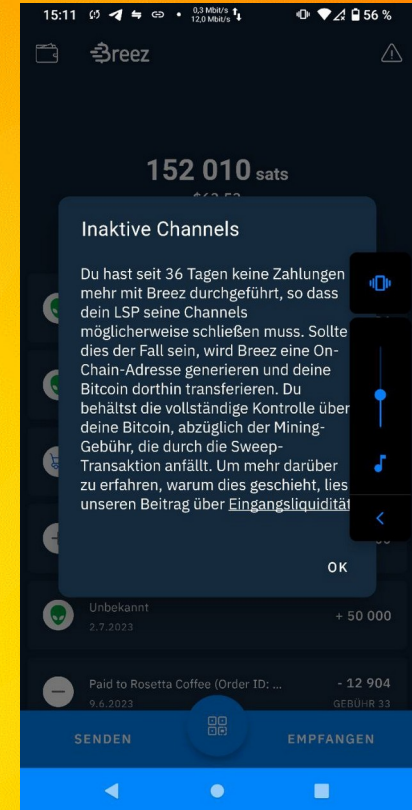 15:11 0,3 Mbit/s 56 %
12,0 Mbit/s
Breez
152 010 sats
Inaktive Channels
Du hast seit 36 Tagen keine Zahlungen
mehr mit Breez durchgeführt, so dass
dein LSP seine Channels
möglicherweise schließen muss. Sollte
dies der Fall sein, wird Breez eine On-
Chain-Adresse generieren und deine
Bitcoin dorthin transferieren. Du
behältst die vollständige Kontrolle über
deine Bitcoin, abzüglich der Mining-
Gebühr, die durch die Sweep-
Transaktion anfällt. Um mehr darüber
zu erfahren, warum dies geschieht, lies
unseren Beitrag über Eingangsliquidität
OK
Unbekannt
2.7.2023
+ 50 000
Paid to Rosetta Coffee (Order ID: ...
- 12 904
9.6.2023
GEBÜHR 33
SENDEN
EMPFANGEN